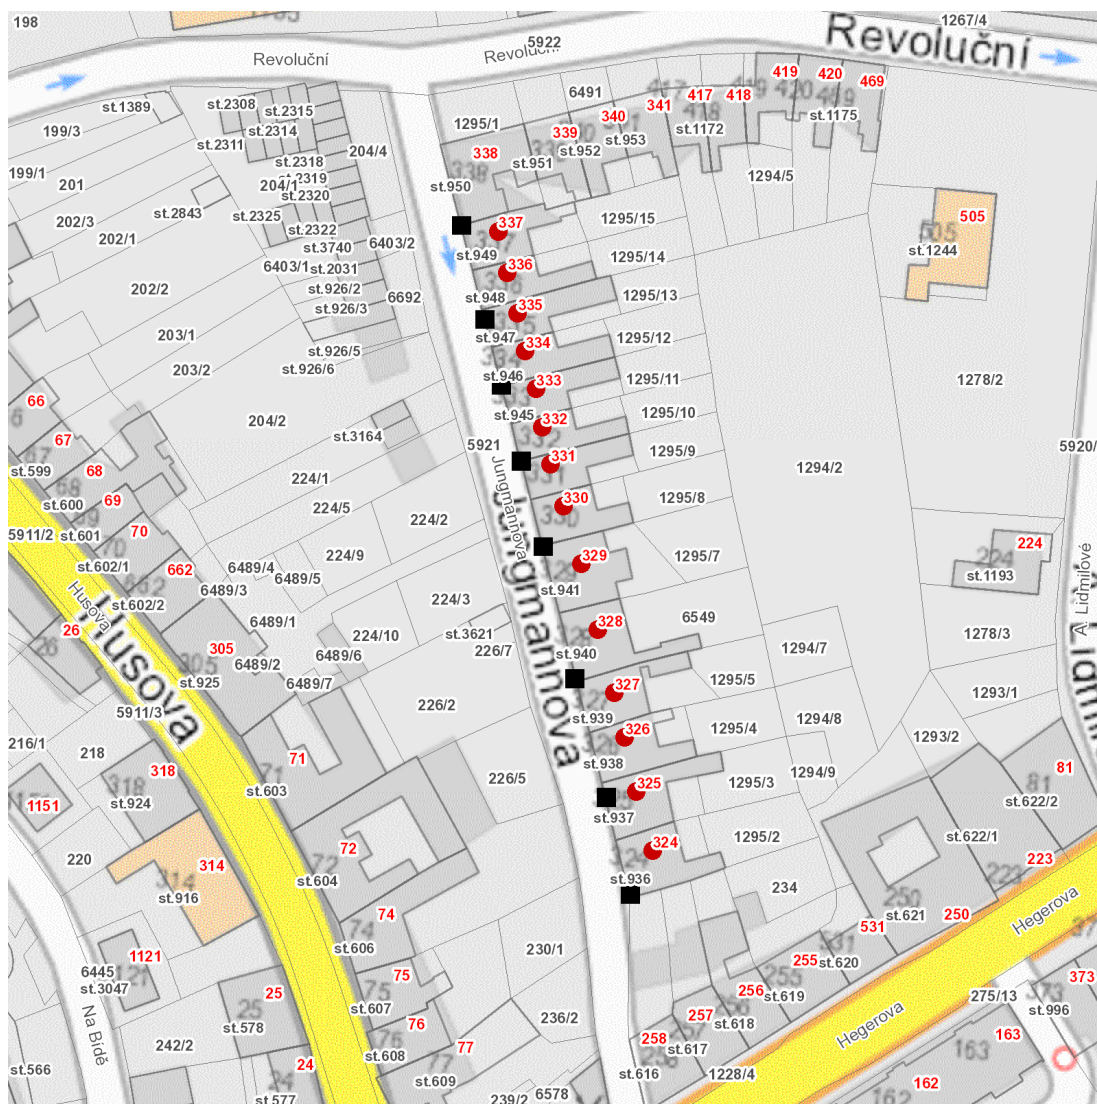 198
5922
1267/4
Revoluční
Revoluční
Revoluční
199/3
st.1389
st.2308
st.2315
st.2314
st.2311
st.2318
st.2319
204/1
st.2320
st.2325
st.2322
204/4
199/1
201
202/3
202/1
st.2843
6403/2
st.3740
6403/1
st.2031
st.926/2
st.926/3
202/2
6692
203/1
st.926/5
st.926/6
203/2
204/2
st.3164
1295/1
6491
338
339
340
341
417
418
419
420
469
st.950
st.951
st.952
st.953
st.1172
st.1175
1294/5
337
st.949
1295/15
336
1295/14
st.948
335
1295/13
st.947
334
1295/12
st.946
333
1295/11
st.945
332
1295/10
331
1295/9
330
1295/8
329
1295/7
st.941
328
6549
st.940
327
1295/5
st.939
326
1295/4
st.938
325
1295/3
st.937
324
1295/2
st.936
505
st.1244
1278/2
1294/2
5920/
224
st.1193
1278/3
A. Lidmilové
1294/7
1293/1
1294/8
1293/2
1294/9
234
81
st.622/2
st.622/1
223
250
st.621
531
st.620
255
st.619
256
st.618
257
st.617
258
st.616
1228/4
Hegerova
Hegerova
275/13
373
st.996
163
162
5921
Jungmannova
Jungmannova
66
67
st.599
68
st.600
69
st.601
70
5911/2
st.602/1
662
st.602/2
224/1
224/5
224/2
224/9
6489/4
6489/5
6489/3
6489/1
224/3
st.3621
226/7
224/10
6489/6
6489/2
6489/7
305
st.925
Husova
Husova
26
5911/3
226/2
226/5
216/1
218
318
st.924
71
st.603
1151
220
314
st.916
72
st.604
74
st.606
230/1
1121
6445
st.3047
Na Bídě
25
st.578
75
st.607
236/2
242/2
76
st.608
77
st.609
24
st.577
st.566
239/2
6578